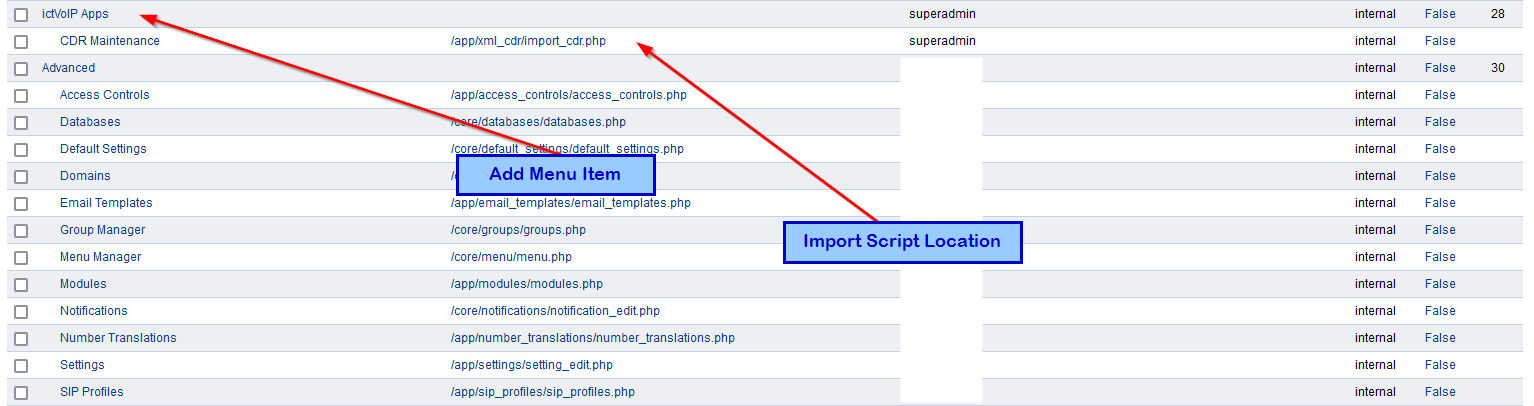 ictVoIP Apps superadmin internal False 28
CDR Maintenance /app/xml_cdr/import_cdr.php superadmin internal False
Advanced internal False 30
Access Controls /app/access_controls/access_controls.php internal False
Databases /core/databases/databases.php internal False
Default Settings /core/default_settings/default_settings.php internal False
Add Menu Item
Domains internal False
Email Templates /app/email_templates/email_templates.php internal False
Group Manager /core/groups/groups.php internal False
Import Script Location
Menu Manager /core/menu/menu.php internal False
Modules /app/modules/modules.php internal False
Notifications /core/notifications/notification_edit.php internal False
Number Translations /app/number_translations/number_translations.php internal False
Settings /app/settings/setting_edit.php internal False
SIP Profiles /app/sip_profiles/sip_profiles.php internal False